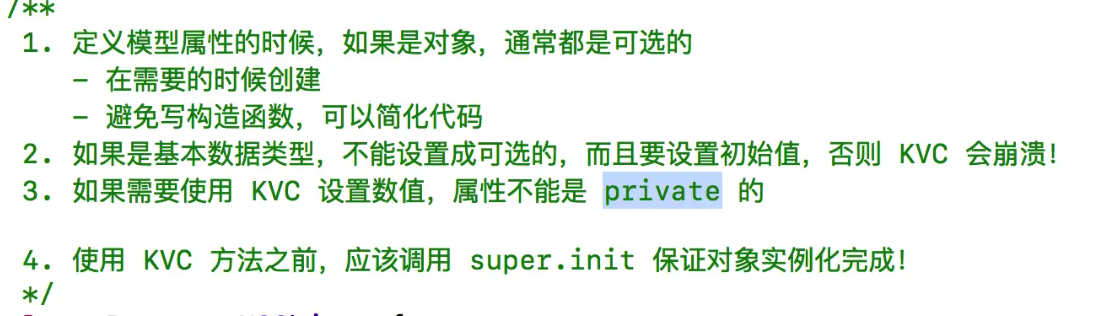 /**
1. 定义模型属性的时候，如果是对象，通常都是可选的
- 在需要的时候创建
- 避免写构造函数，可以简化代码
2. 如果是基本数据类型，不能设置成可选的，而且要设置初始值，否则 KVC 会崩溃！
3. 如果需要使用 KVC 设置数值，属性不能是 private 的
4. 使用 KVC 方法之前，应该调用 super.init 保证对象实例化完成！
*/